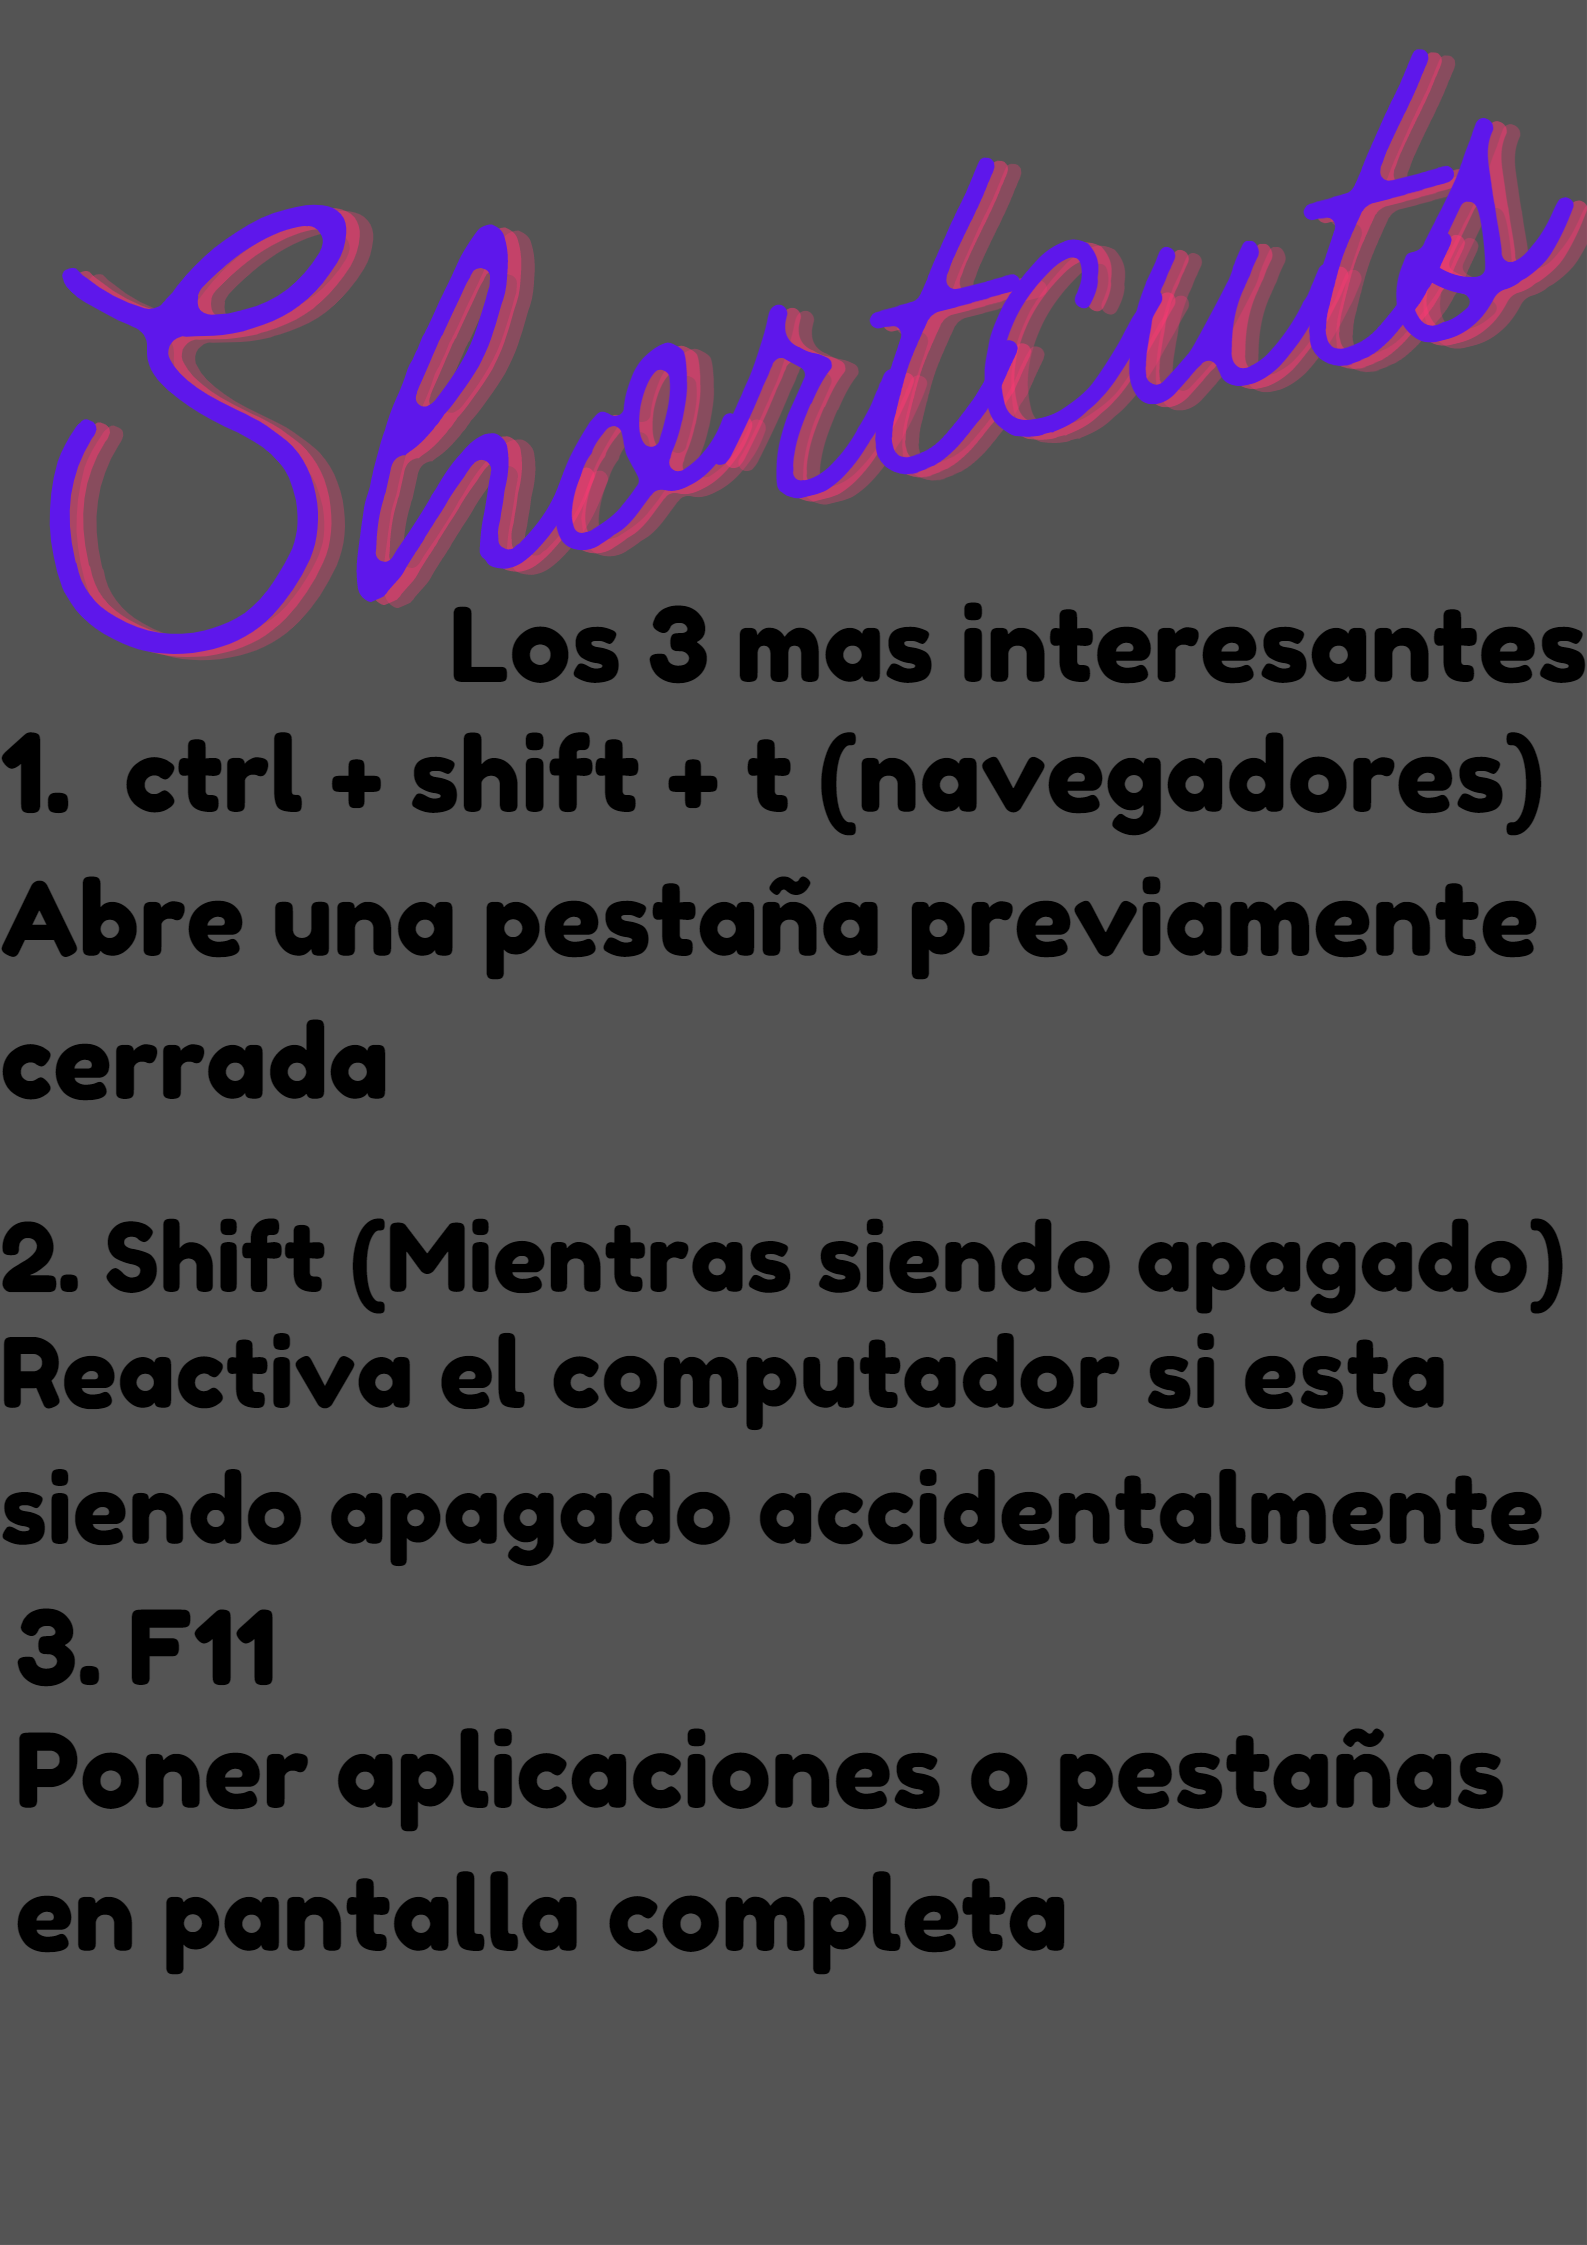 Shortcuts
Los 3 mas interesantes
1. ctrl + shift + t (navegadores)
Abre una pestaña previamente
cerrada
2. Shift (Mientras siendo apagado)
Reactiva el computador si esta
siendo apagado accidentalmente
3. F11
Poner aplicaciones o pestañas
en pantalla completa